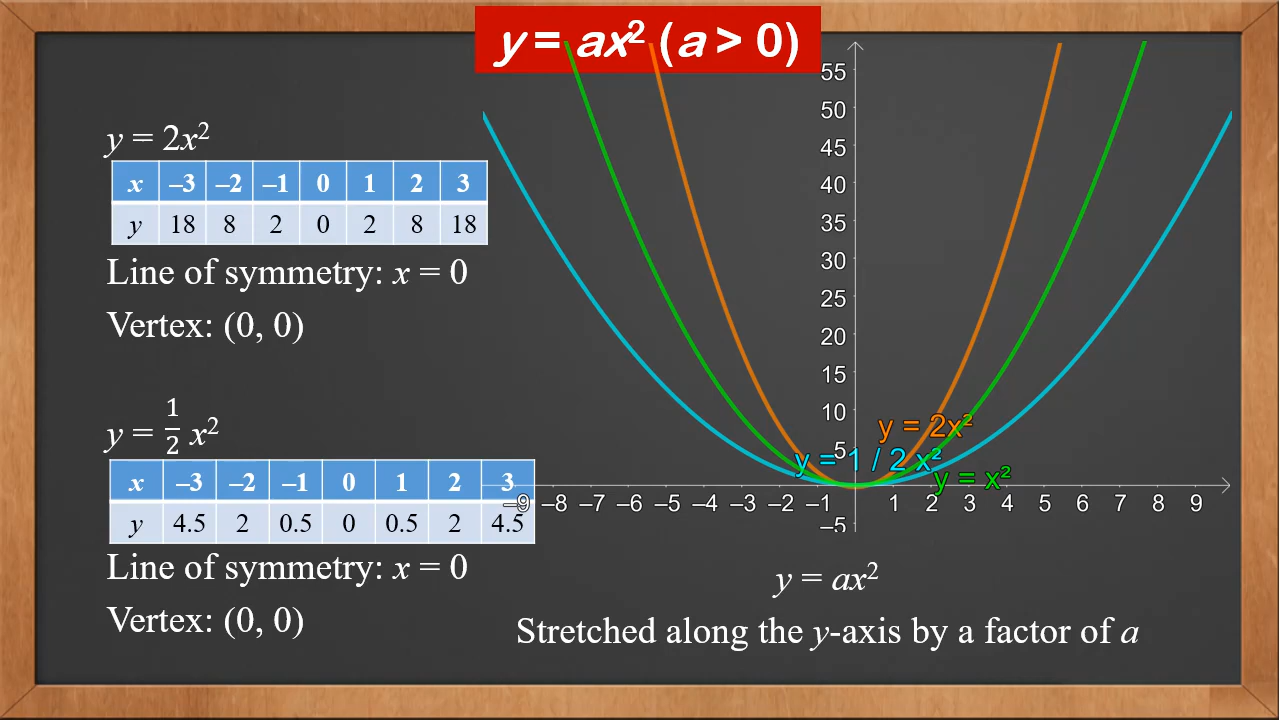 y = ax² (a > 0)
y = 2x²
x –3 –2 –1 0 1 2 3
y 18 8 2 0 2 8 18
Line of symmetry: x = 0
Vertex: (0, 0)
y = 1/2 x²
x –3 –2 –1 0 1 2 3
y 4.5 2 0.5 0 0.5 2 4.5
Line of symmetry: x = 0
Vertex: (0, 0)
55
50
45
40
35
30
25
20
15
10
5
–5
y = 2x²
y = 1 / 2 x²
y = x²
–9 –8 –7 –6 –5 –4 –3 –2 –1 1 2 3 4 5 6 7 8 9
y = ax²
Stretched along the y-axis by a factor of a